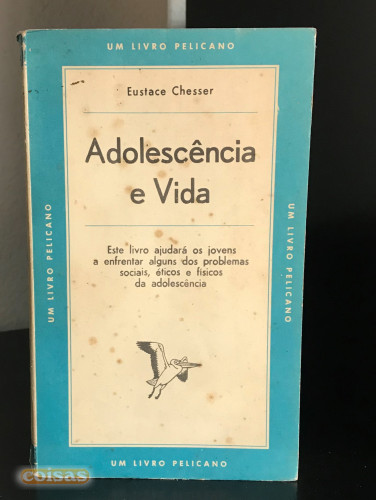 UM LIVRO PELICANO
Eustace Chesser
Adolescência
e Vida
Este livro ajudará os jovens
a enfrentar alguns dos problemas
sociais, éticos e físicos
da adolescência
UM LIVRO PELICANO
UM LIVRO PELICANO
UM LIVRO PELICANO
coisas